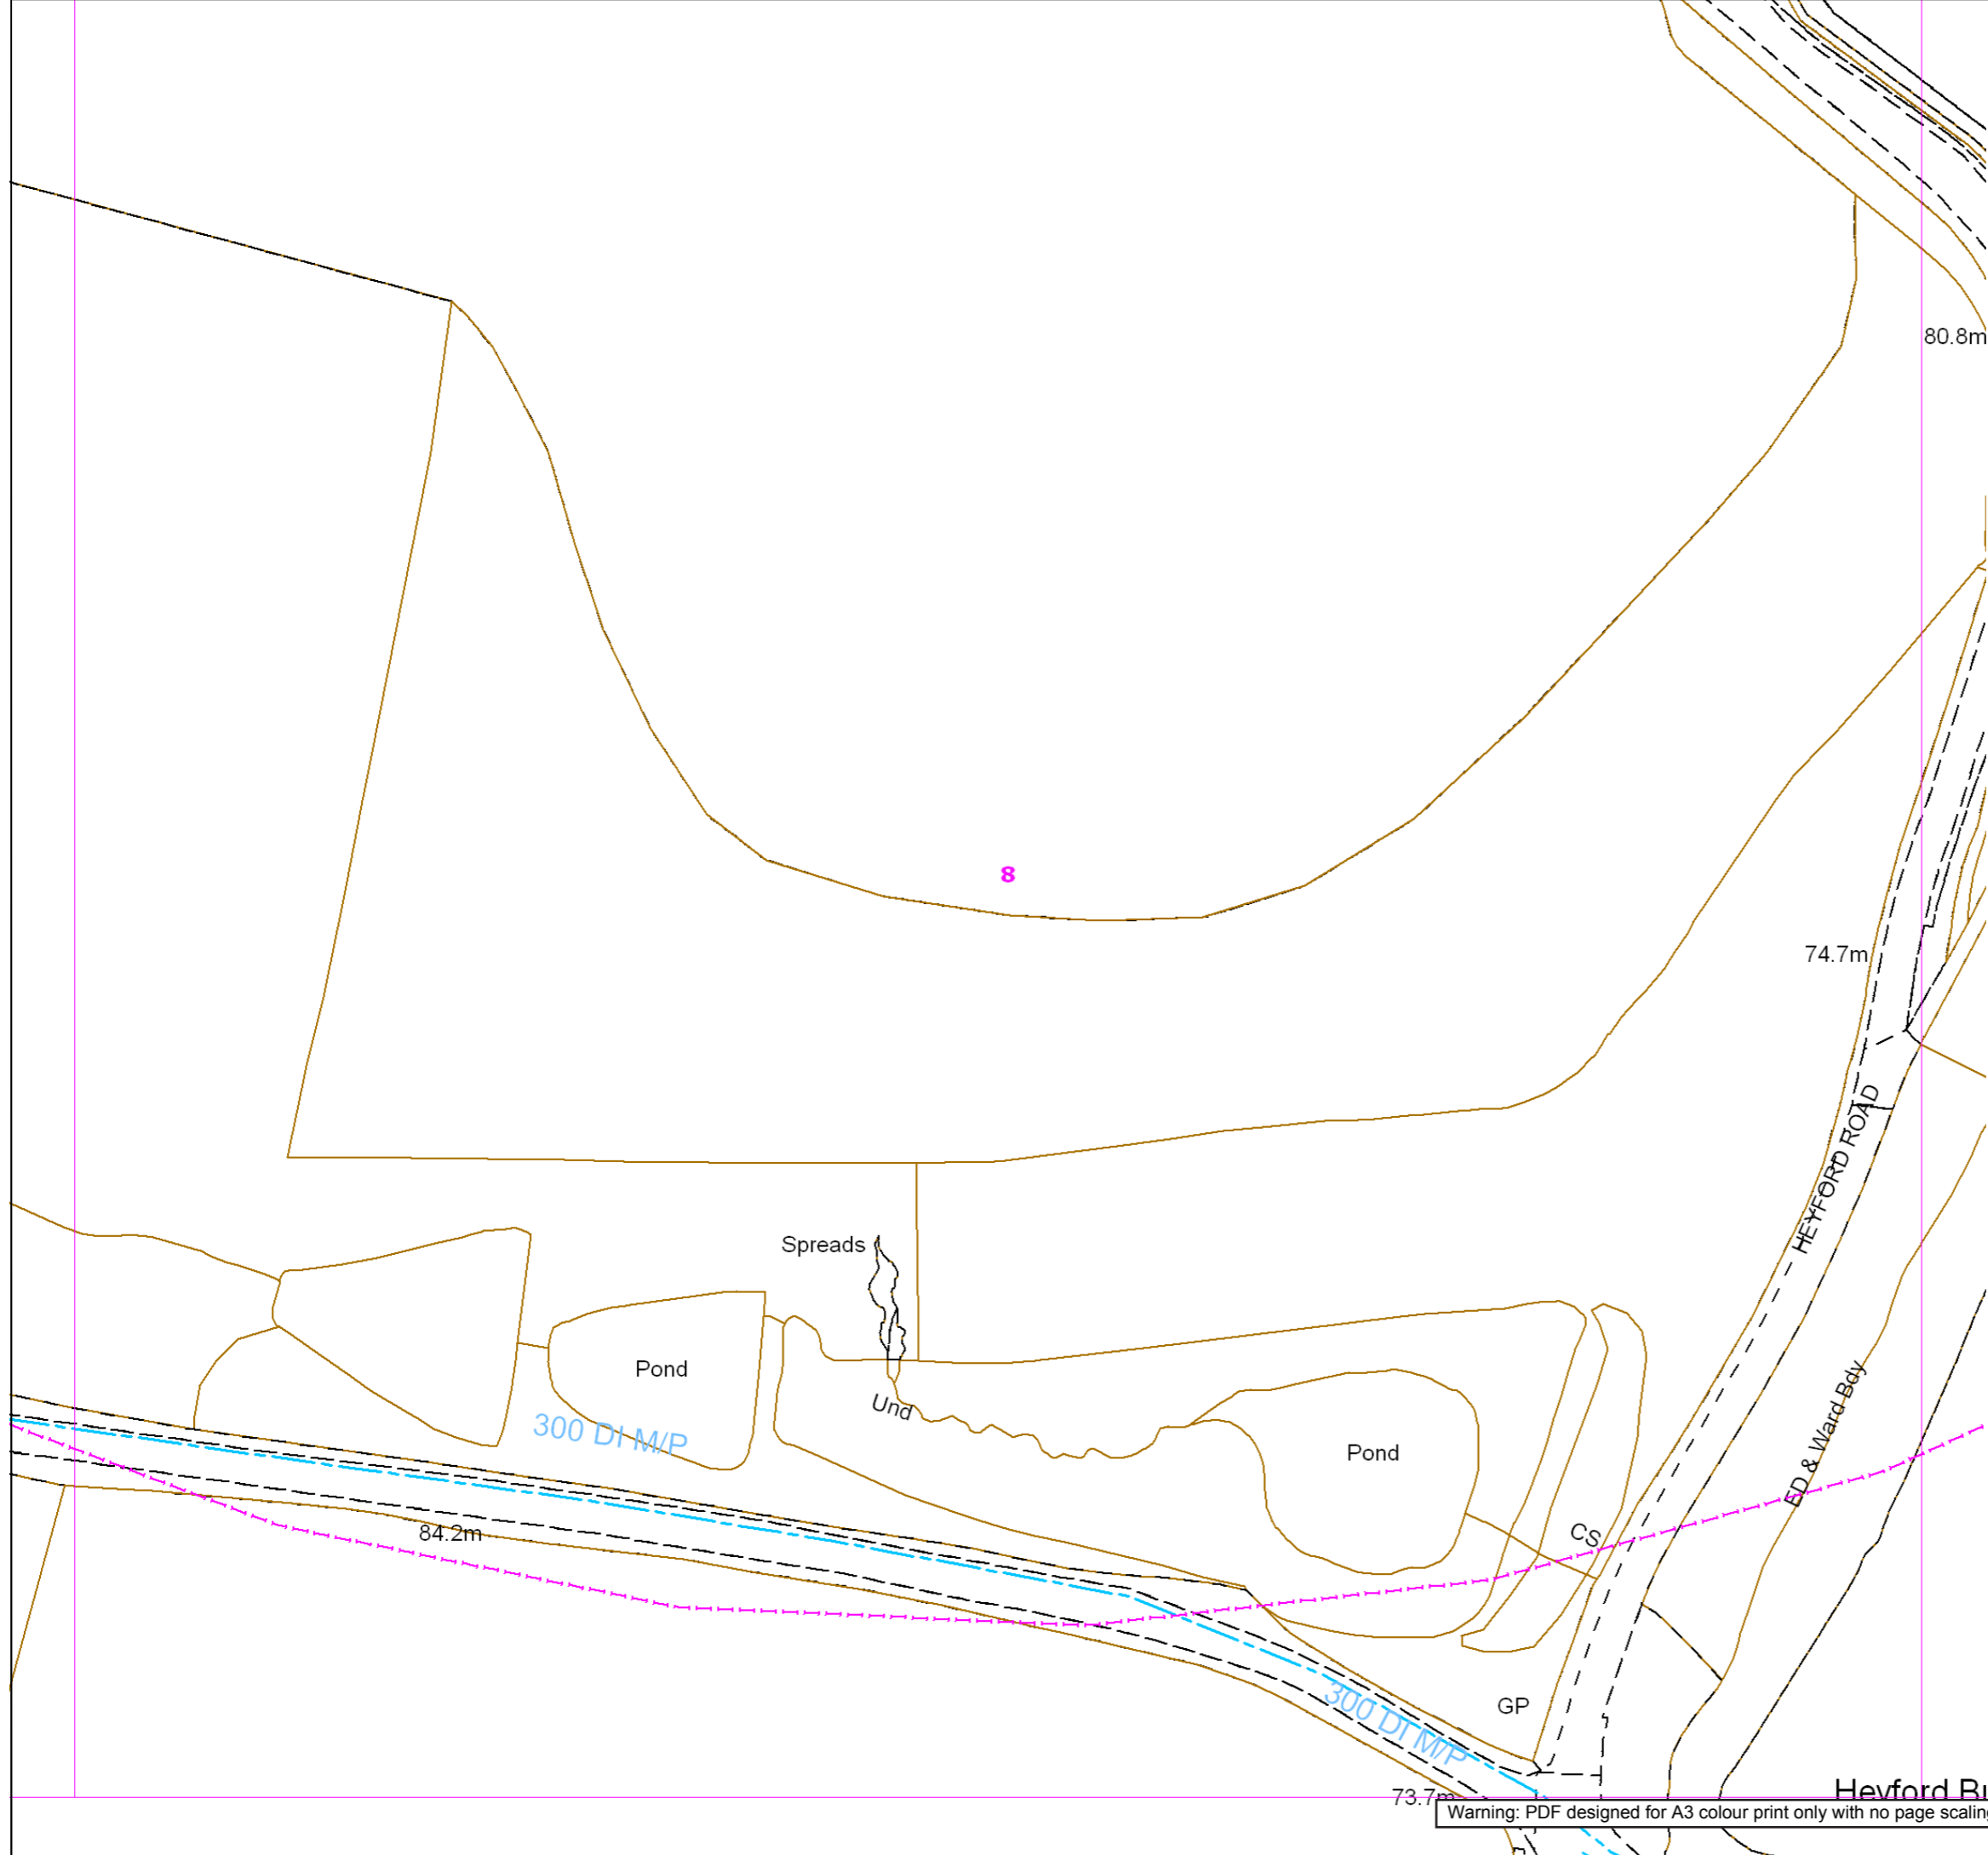 80.8m
8
74.7m
HEYFORD ROAD
Spreads
Pond
Und
300 DI M/P
Pond
ED & Ward Bdy
CS
84.2m
300 DI M/P
GP
73.7m
Heyford
Warning: PDF designed for A3 colour print only with no page scaling